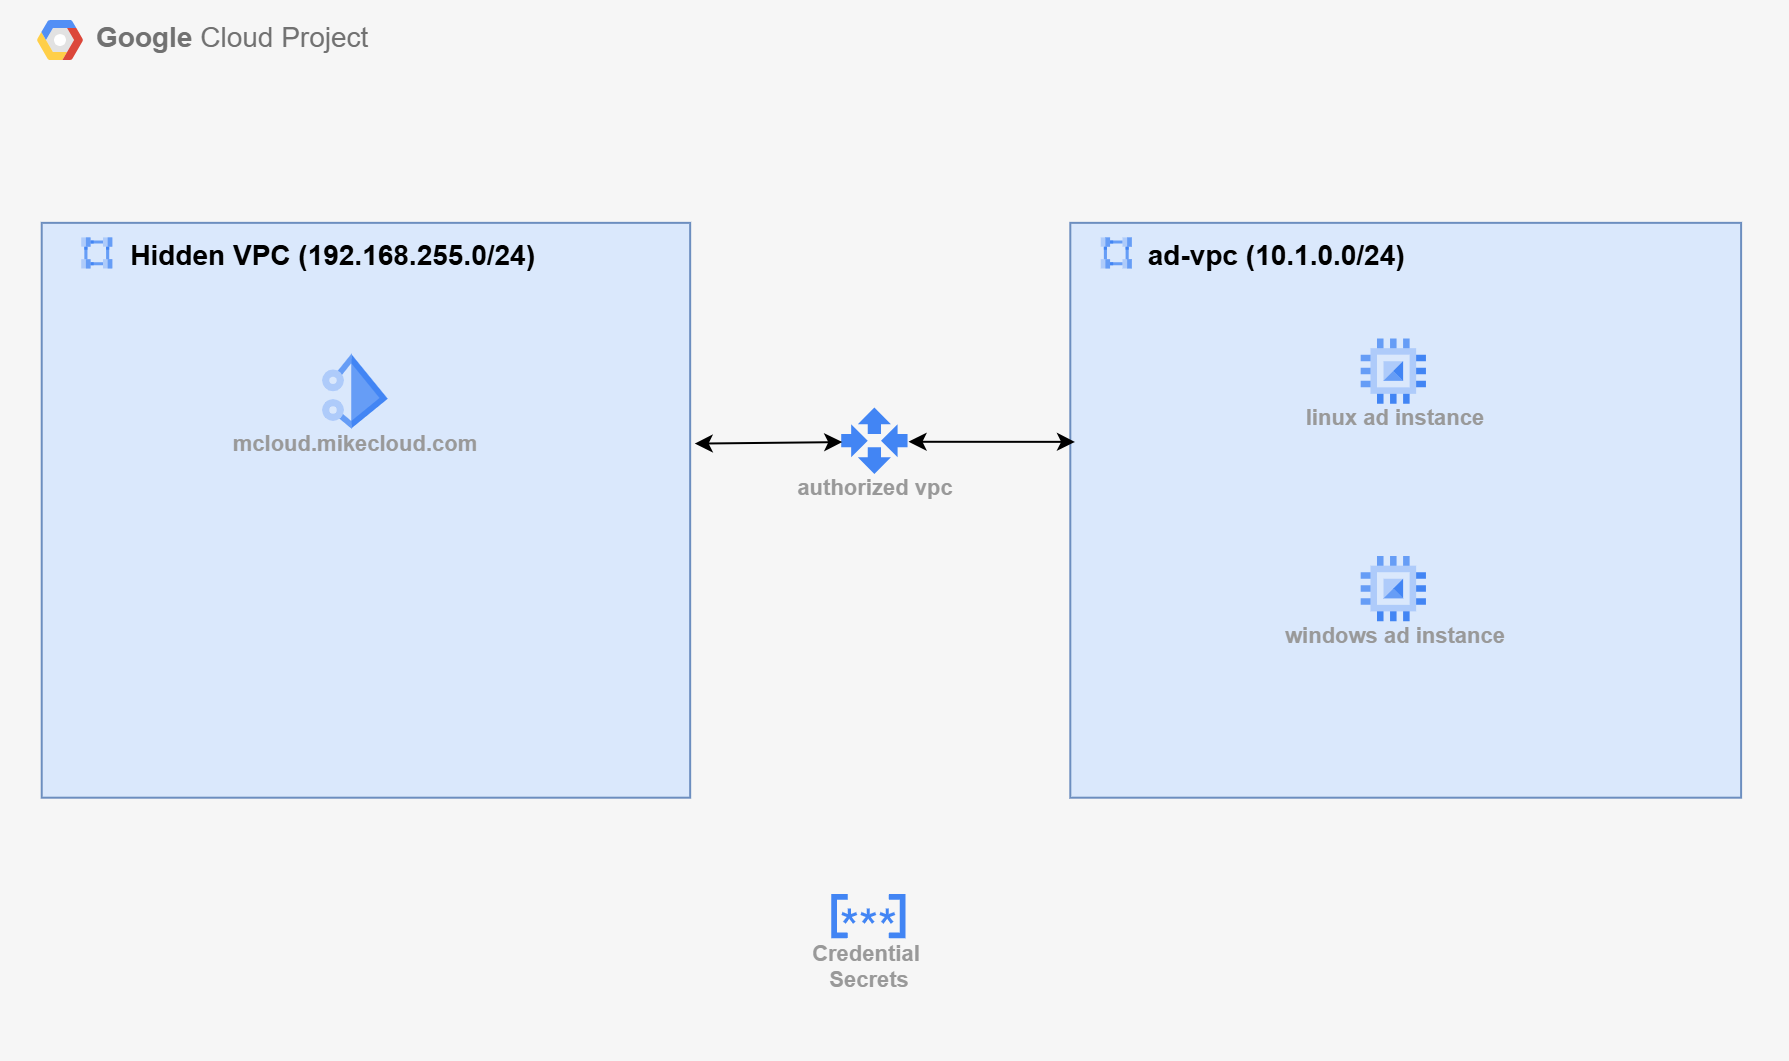 Google Cloud Project
Hidden VPC (192.168.255.0/24)
mcloud.mikecloud.com
authorized vpc
ad-vpc (10.1.0.0/24)
linux ad instance
windows ad instance
[***]
Credential
Secrets